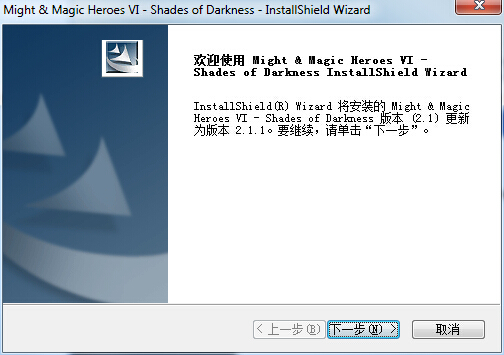 Might & Magic Heroes VI - Shades of Darkness - InstallShield Wizard
欢迎使用 Might & Magic Heroes VI -
Shades of Darkness InstallShield Wizard
InstallShield(R) Wizard 将安装的 Might & Magic
Heroes VI - Shades of Darkness 版本 (2.1) 更新
为版本 2.1.1。要继续，请单击“下一步”。
< 上一步(B) 下一步(N) > 取消